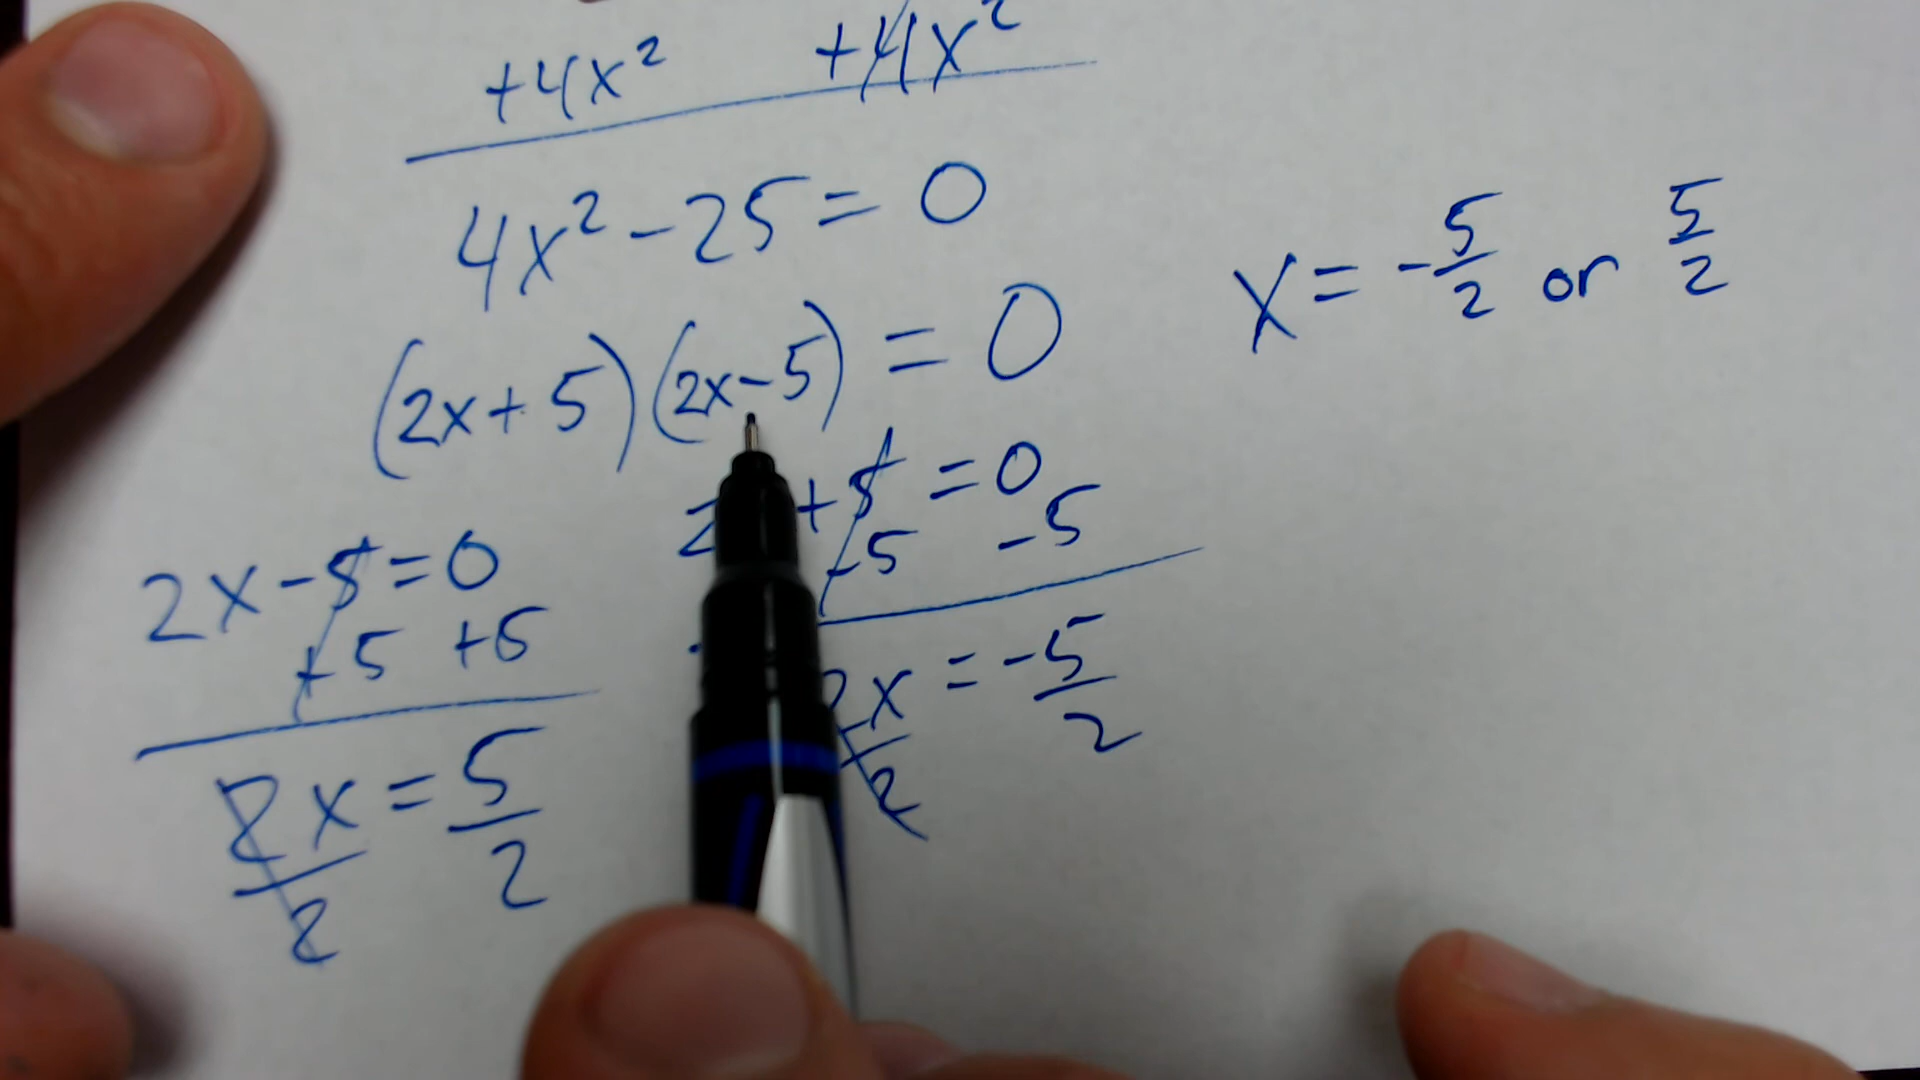 +4x² +4x²
4x² - 25 = 0
(2x + 5)(2x - 5) = 0
x = -5/2 or 5/2
2x - 5 = 0
+5 +5
2x/2 = 5/2
+ 5 = 0
-5 -5
2x/2 = -5/2